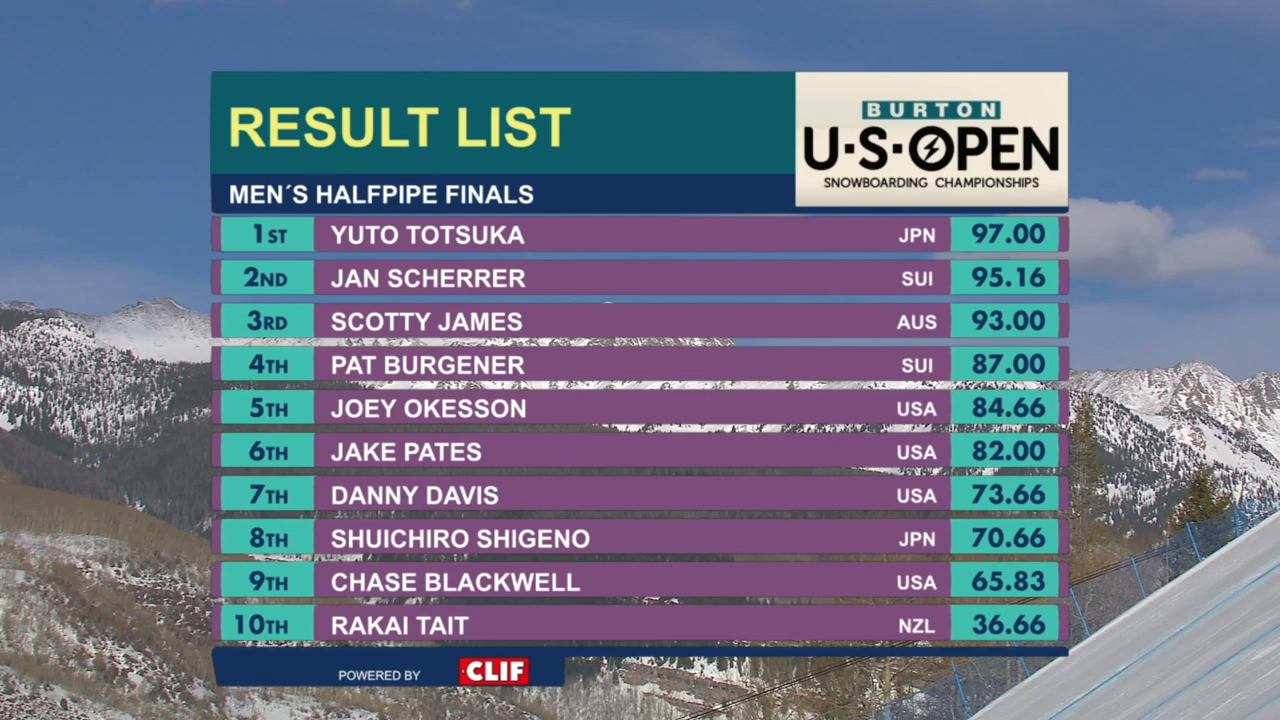 RESULT LIST
BURTON
U·S·OPEN
SNOWBOARDING CHAMPIONSHIPS
MEN´S HALFPIPE FINALS
1ST YUTO TOTSUKA JPN 97.00
2ND JAN SCHERRER SUI 95.16
3RD SCOTTY JAMES AUS 93.00
4TH PAT BURGENER SUI 87.00
5TH JOEY OKESSON USA 84.66
6TH JAKE PATES USA 82.00
7TH DANNY DAVIS USA 73.66
8TH SHUICHIRO SHIGENO JPN 70.66
9TH CHASE BLACKWELL USA 65.83
10TH RAKAI TAIT NZL 36.66
POWERED BY CLIF